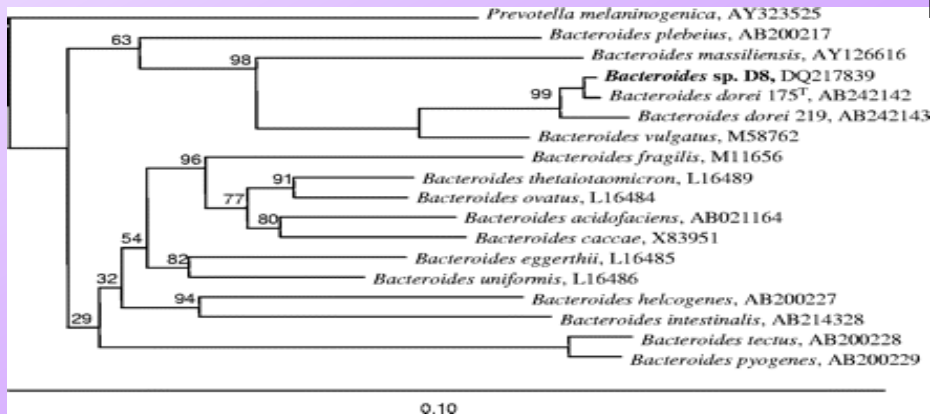 Prevotella melaninogenica, AY323525
63 Bacteroides plebeius, AB200217
98 Bacteroides massiliensis, AY126616
Bacteroides sp. D8, DQ217839
99 Bacteroides dorei 175ᵀ, AB242142
Bacteroides dorei 219, AB242143
Bacteroides vulgatus, M58762
96 Bacteroides fragilis, M11656
91 Bacteroides thetaiotaomicron, L16489
77 Bacteroides ovatus, L16484
80 Bacteroides acidofaciens, AB021164
Bacteroides caccae, X83951
54 82 Bacteroides eggerthii, L16485
Bacteroides uniformis, L16486
32 94 Bacteroides helcogenes, AB200227
29 Bacteroides intestinalis, AB214328
Bacteroides tectus, AB200228
Bacteroides pyogenes, AB200229
0.10